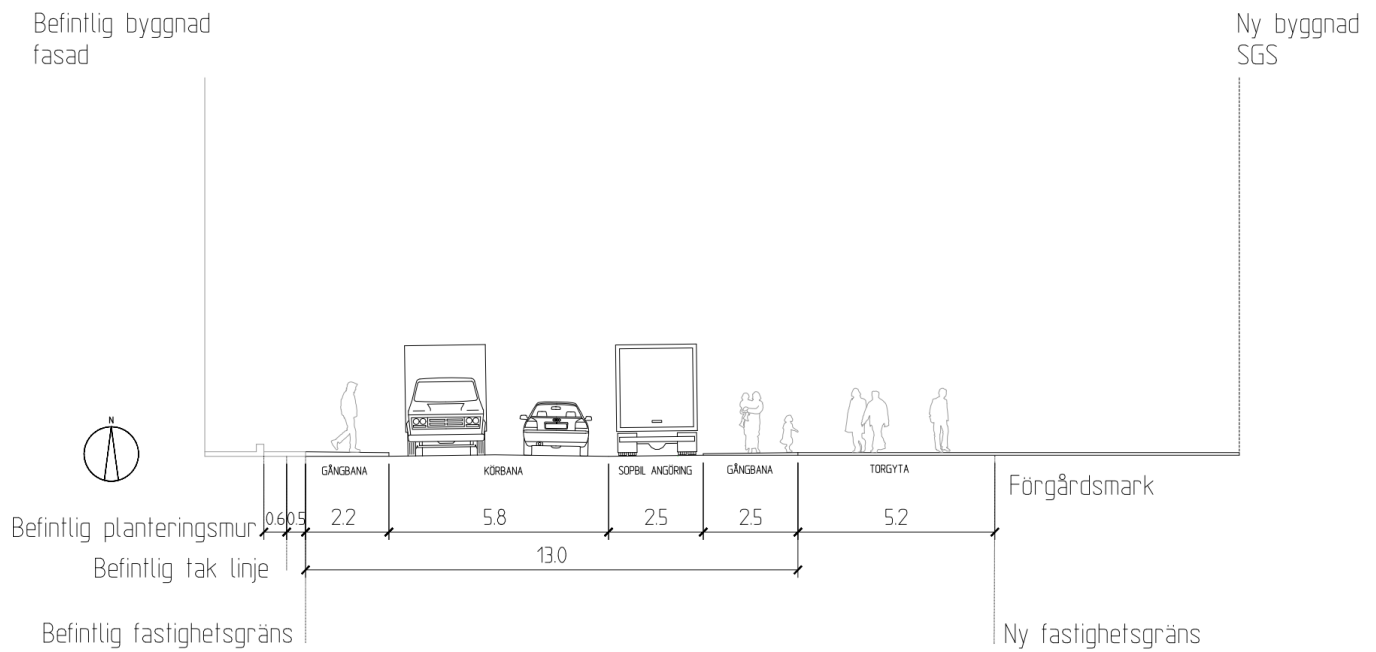 Befintlig byggnad
fasad
Ny byggnad
SGS
N
GÅNGBANA
KÖRBANA
SOPBIL ANGÖRING
GÅNGBANA
TORGYTA
Förgårdsmark
0.6
0.5
2.2
5.8
2.5
2.5
5.2
Befintlig planteringsmur
13.0
Befintlig tak linje
Befintlig fastighetsgräns
Ny fastighetsgräns